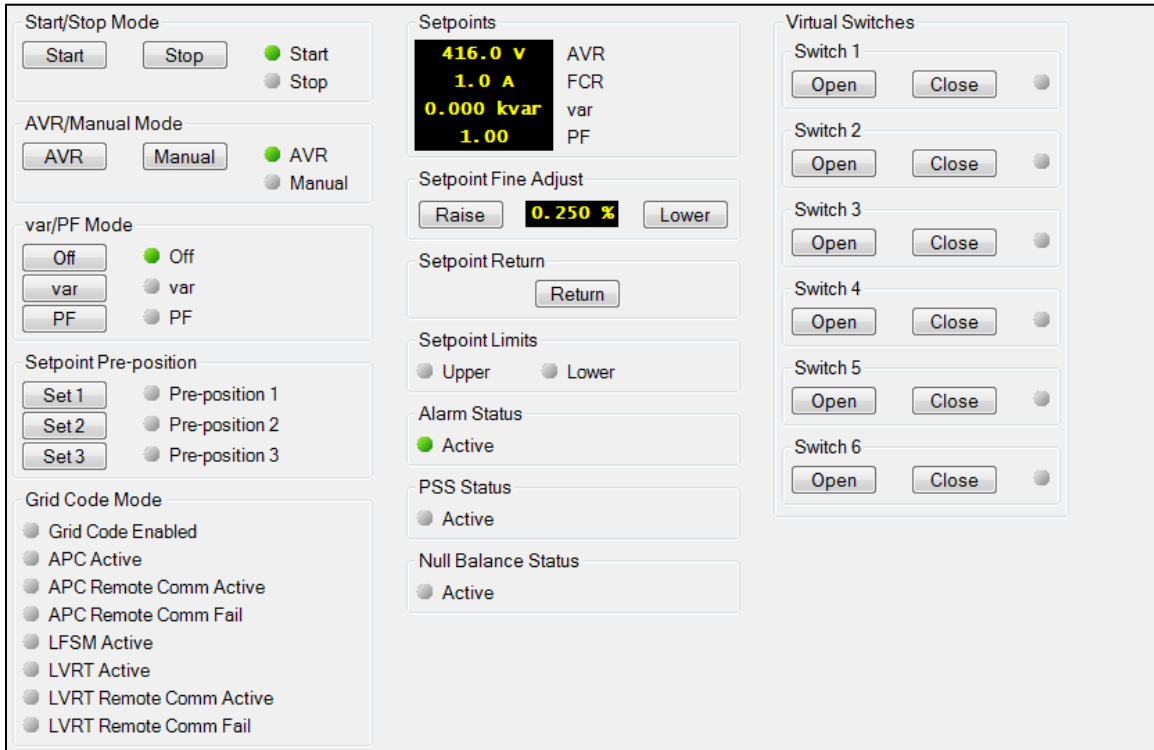 Start/Stop Mode
Start Stop Start
Stop
AVR/Manual Mode
AVR Manual AVR
Manual
var/PF Mode
Off Off
var var
PF PF
Setpoint Pre-position
Set 1 Pre-position 1
Set 2 Pre-position 2
Set 3 Pre-position 3
Grid Code Mode
Grid Code Enabled
APC Active
APC Remote Comm Active
APC Remote Comm Fail
LFSM Active
LVRT Active
LVRT Remote Comm Active
LVRT Remote Comm Fail
Setpoints
416.0 V AVR
1.0 A FCR
0.000 kvar var
1.00 PF
Setpoint Fine Adjust
Raise 0.250 % Lower
Setpoint Return
Return
Setpoint Limits
Upper Lower
Alarm Status
Active
PSS Status
Active
Null Balance Status
Active
Virtual Switches
Switch 1
Open Close
Switch 2
Open Close
Switch 3
Open Close
Switch 4
Open Close
Switch 5
Open Close
Switch 6
Open Close